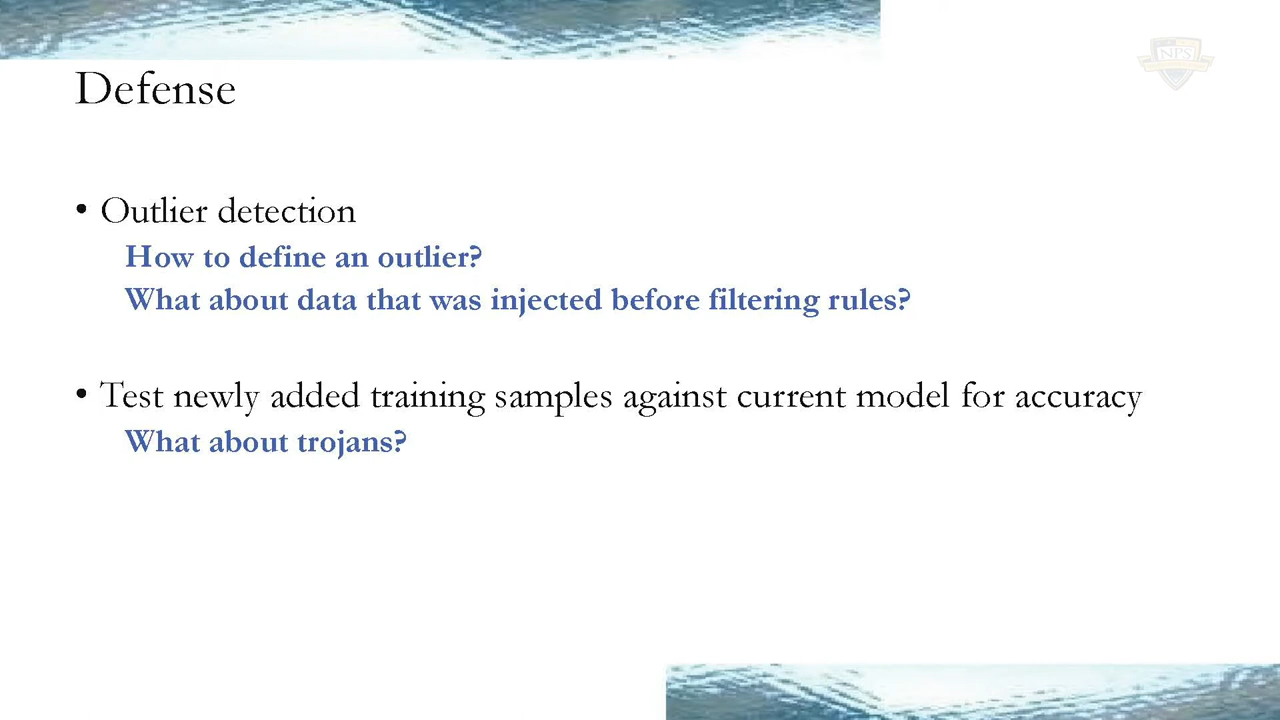 NPS
Defense
• Outlier detection
How to define an outlier?
What about data that was injected before filtering rules?
• Test newly added training samples against current model for accuracy
What about trojans?